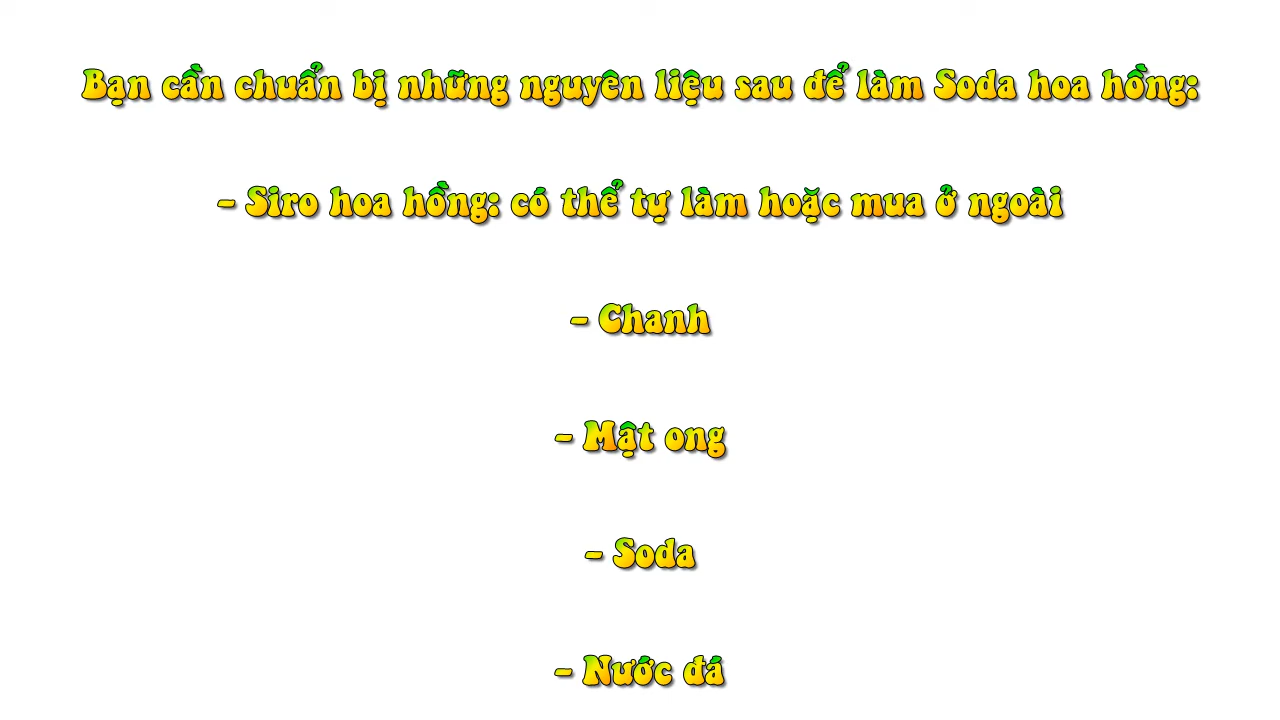 Bạn cần chuẩn bị những nguyên liệu sau để làm Soda hoa hồng:
- Siro hoa hồng: có thể tự làm hoặc mua ở ngoài
- Chanh
- Mật ong
- Soda
- Nước đá